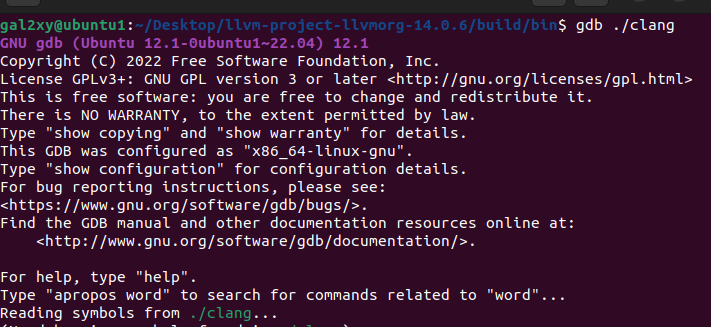 gal2xy@ubuntu1:~/Desktop/llvm-project-llvmorg-14.0.6/build/bin$ gdb ./clang
GNU gdb (Ubuntu 12.1-0ubuntu1~22.04) 12.1
Copyright (C) 2022 Free Software Foundation, Inc.
License GPLv3+: GNU GPL version 3 or later <http://gnu.org/licenses/gpl.html>
This is free software: you are free to change and redistribute it.
There is NO WARRANTY, to the extent permitted by law.
Type "show copying" and "show warranty" for details.
This GDB was configured as "x86_64-linux-gnu".
Type "show configuration" for configuration details.
For bug reporting instructions, please see:
<https://www.gnu.org/software/gdb/bugs/>.
Find the GDB manual and other documentation resources online at:
    <http://www.gnu.org/software/gdb/documentation/>.

For help, type "help".
Type "apropos word" to search for commands related to "word"...
Reading symbols from ./clang...